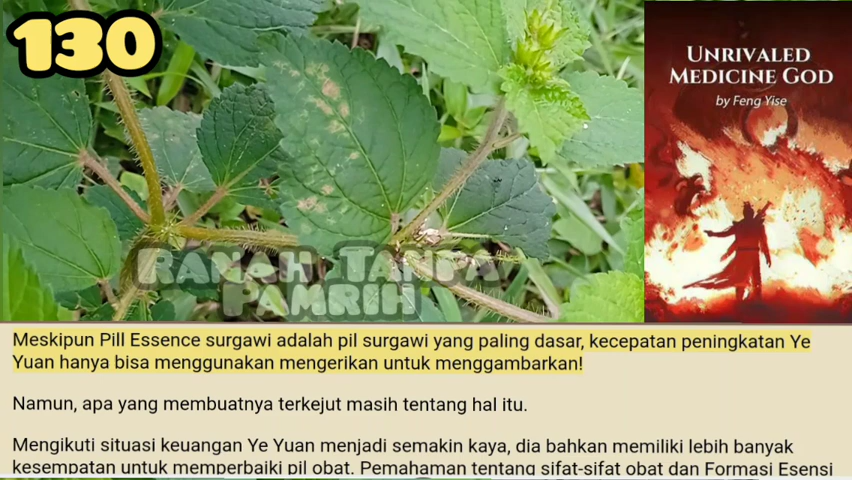 130
UNRIVALED
MEDICINE GOD
by Feng Yise
RANAH TANPA
PAMRIH
Meskipun Pill Essence surgawi adalah pil surgawi yang paling dasar, kecepatan peningkatan Ye
Yuan hanya bisa menggunakan mengerikan untuk menggambarkan!
Namun, apa yang membuatnya terkejut masih tentang hal itu.
Mengikuti situasi keuangan Ye Yuan menjadi semakin kaya, dia bahkan memiliki lebih banyak
kesempatan untuk memperbaiki pil obat. Pemahaman tentang sifat-sifat obat dan Formasi Esensi